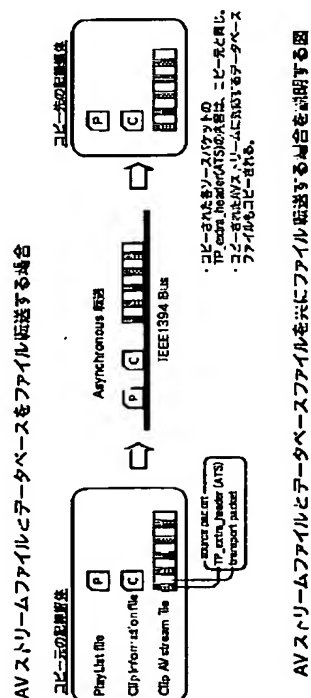 AVストリームファイルとデータベースをファイル転送する場合
コピー元の記録媒体
PlayList file
P
Clip information file
C
Clip AV stream file
source packet
TP_extra_header (ATS)
transport packet
Asynchronous 転送
P
C
IEEE1394 Bus
コピー先の記録媒体
P
C
・コピーされた各ソースパケットの
TP_extra_header(ATS)の内容は、コピー元と同じ。
・コピーされたAVストリームに対応するデータベース
ファイルもコピーされる。
AVストリームファイルとデータベースファイルを共にファイル転送する場合を説明する図